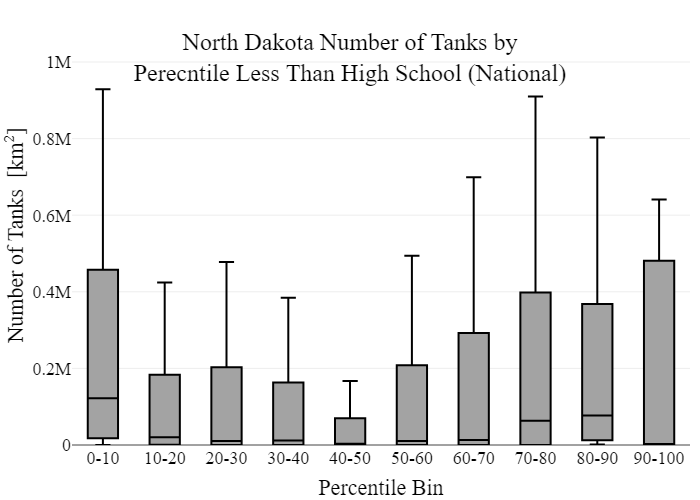 North Dakota Number of Tanks by
Perecntile Less Than High School (National)
Number of Tanks [km²]
1M
0.8M
0.6M
0.4M
0.2M
0
0-10 10-20 20-30 30-40 40-50 50-60 60-70 70-80 80-90 90-100
Percentile Bin